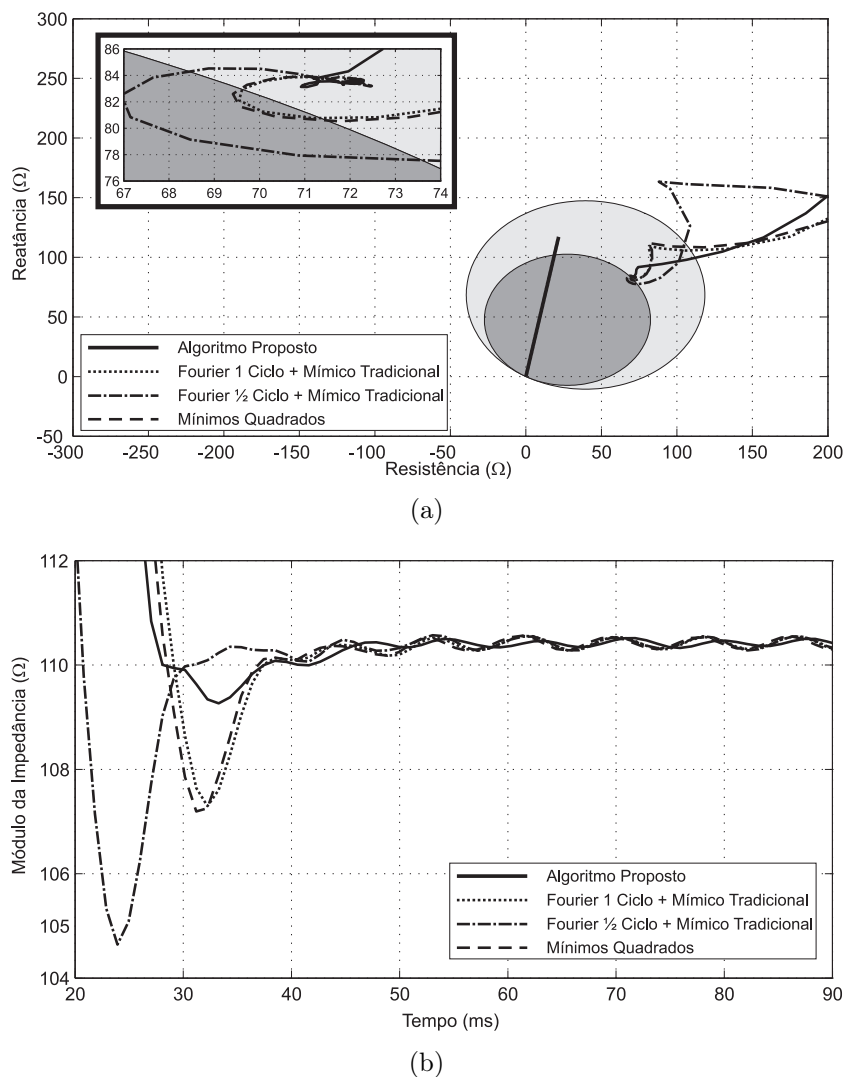 300
250
200
150
100
50
0
-50
Reatância (Ω)
86
84
82
80
78
76
67 68 69 70 71 72 73 74
Algoritmo Proposto
Fourier 1 Ciclo + Mímico Tradicional
Fourier ½ Ciclo + Mímico Tradicional
Mínimos Quadrados
-300 -250 -200 -150 -100 -50 0 50 100 150 200
Resistência (Ω)
(a)
112
110
108
106
104
Módulo da Impedância (Ω)
Algoritmo Proposto
Fourier 1 Ciclo + Mímico Tradicional
Fourier ½ Ciclo + Mímico Tradicional
Mínimos Quadrados
20 30 40 50 60 70 80 90
Tempo (ms)
(b)